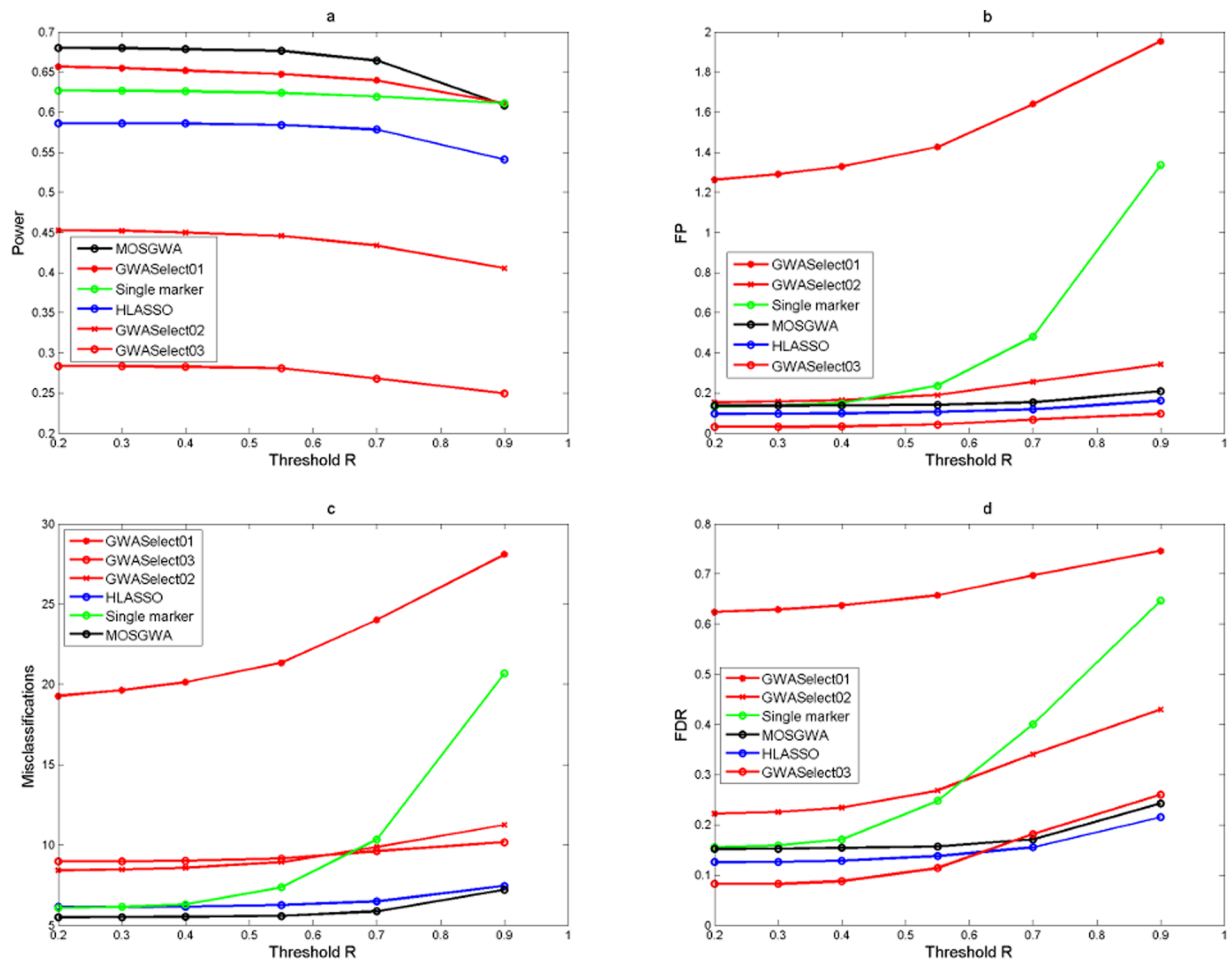 a
0.7
0.65
0.6
0.55
0.5
0.45
0.4
0.35
0.3
0.25
0.2
Power
MOSGWA
GWASelect01
Single marker
HLASSO
GWASelect02
GWASelect03
0.2 0.3 0.4 0.5 0.6 0.7 0.8 0.9 1
Threshold R
b
2
1.8
1.6
1.4
1.2
1
0.8
0.6
0.4
0.2
0
FP
GWASelect01
GWASelect02
Single marker
MOSGWA
HLASSO
GWASelect03
0.2 0.3 0.4 0.5 0.6 0.7 0.8 0.9 1
Threshold R
c
30
25
20
15
10
5
Misclassifications
GWASelect01
GWASelect03
GWASelect02
HLASSO
Single marker
MOSGWA
0.2 0.3 0.4 0.5 0.6 0.7 0.8 0.9 1
Threshold R
d
0.8
0.7
0.6
0.5
0.4
0.3
0.2
0.1
0
FDR
GWASelect01
GWASelect02
Single marker
MOSGWA
HLASSO
GWASelect03
0.2 0.3 0.4 0.5 0.6 0.7 0.8 0.9 1
Threshold R